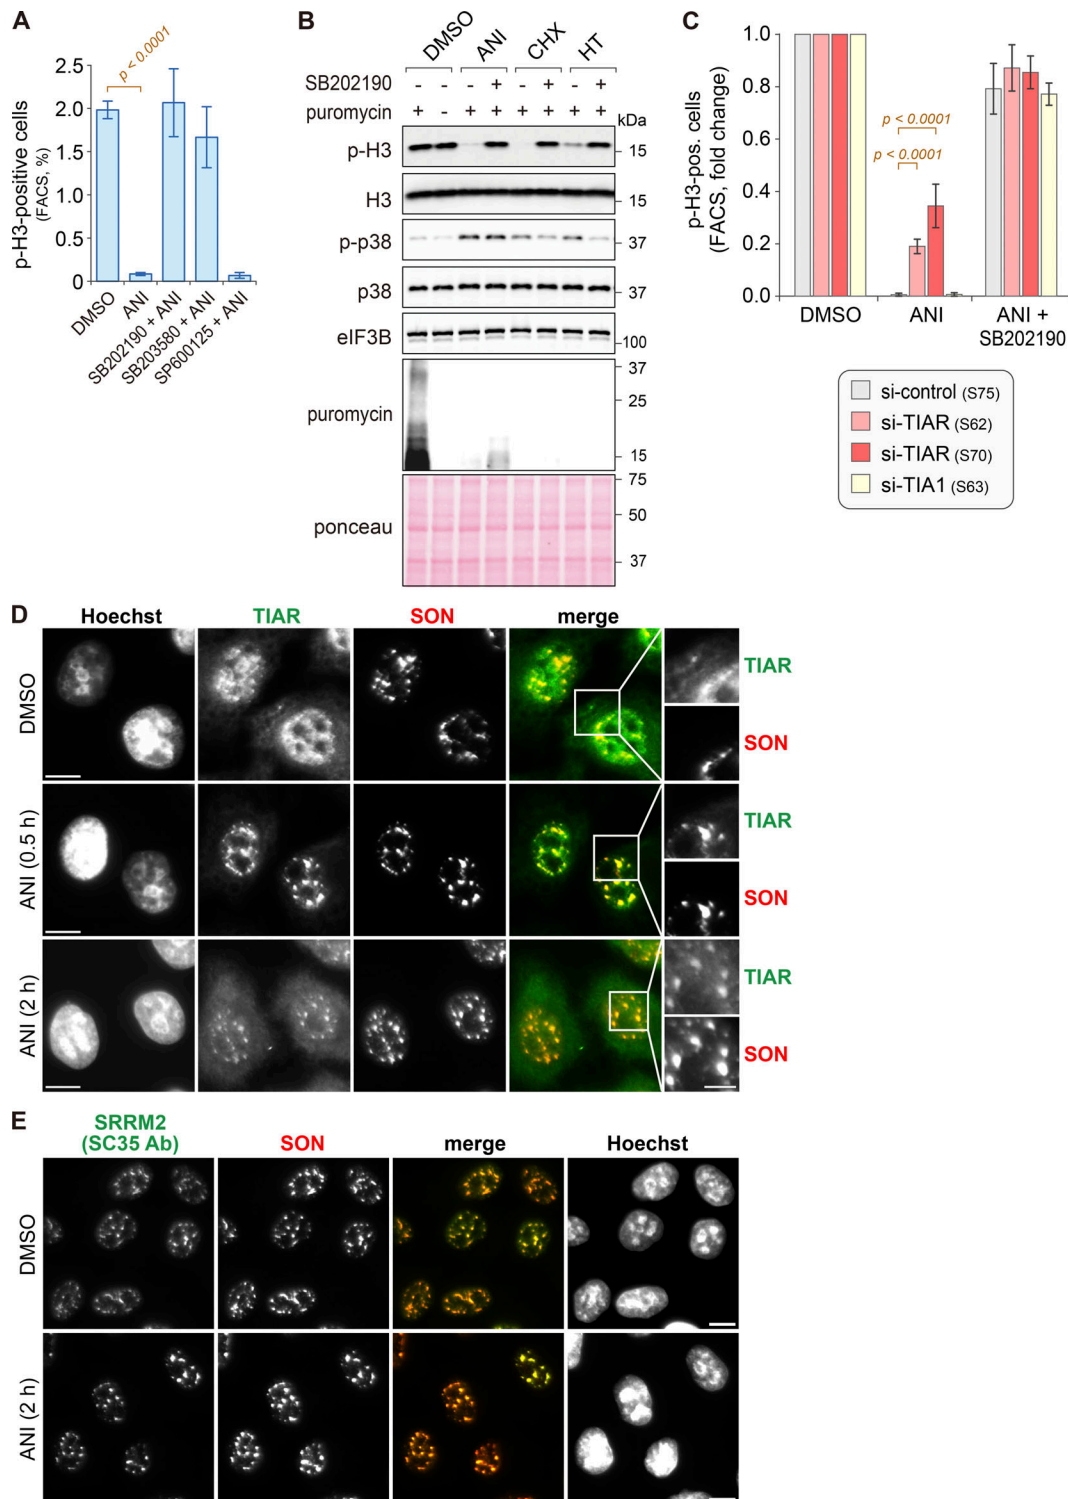 A
p-H3-positive cells
(FACS, %)
2.5
2.0
1.5
1.0
0.5
0
p < 0.0001
DMSO
ANI
SB202190 + ANI
SB203580 + ANI
SP600125 + ANI
B
DMSO
ANI
CHX
HT
SB202190 - - - + - + - +
puromycin + - + + + + + +
kDa
p-H3
15
H3
15
p-p38
37
p38
37
eIF3B
100
puromycin
37
25
15
ponceau
75
50
37
C
p-H3-pos. cells
(FACS, fold change)
1.0
0.8
0.6
0.4
0.2
0.0
p < 0.0001
p < 0.0001
DMSO
ANI
ANI +
SB202190
si-control (S75)
si-TIAR (S62)
si-TIAR (S70)
si-TIA1 (S63)
D
Hoechst
TIAR
SON
merge
DMSO
TIAR
SON
ANI (0.5 h)
TIAR
SON
ANI (2 h)
TIAR
SON
E
SRRM2
(SC35 Ab)
SON
merge
Hoechst
DMSO
ANI (2 h)